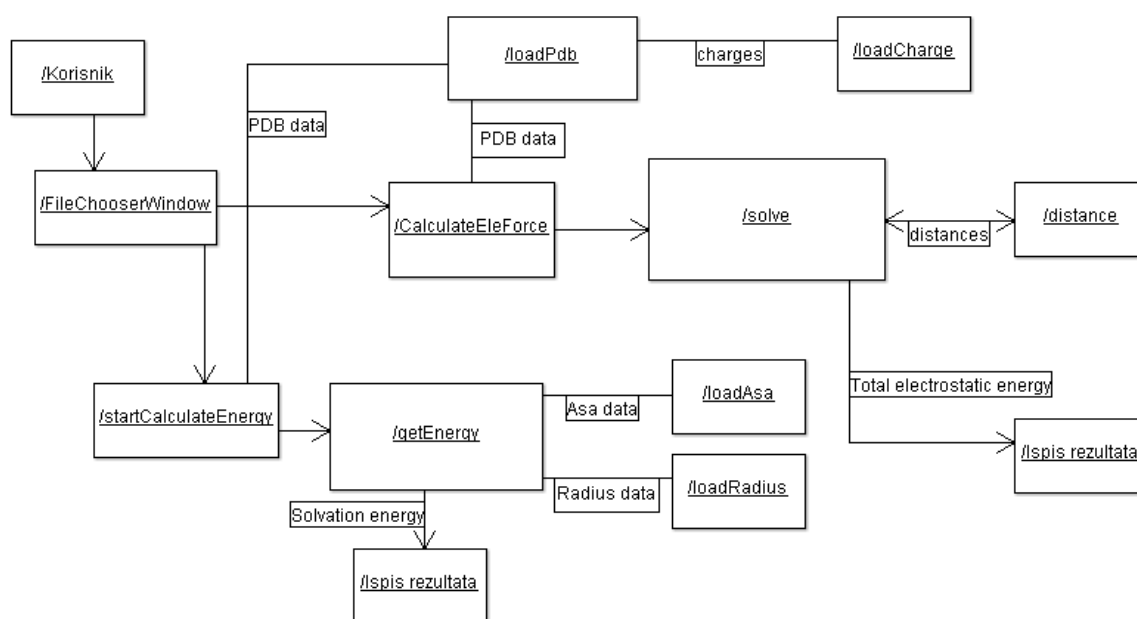 /Korisnik
/loadPdb
charges
/loadCharge
PDB data
PDB data
/FileChooserWindow
/CalculateEleForce
/solve
distances
/distance
/startCalculateEnergy
/getEnergy
Asa data
/loadAsa
Total electrostatic energy
Radius data
/loadRadius
/Ispis rezultata
Solvation energy
/Ispis rezultata